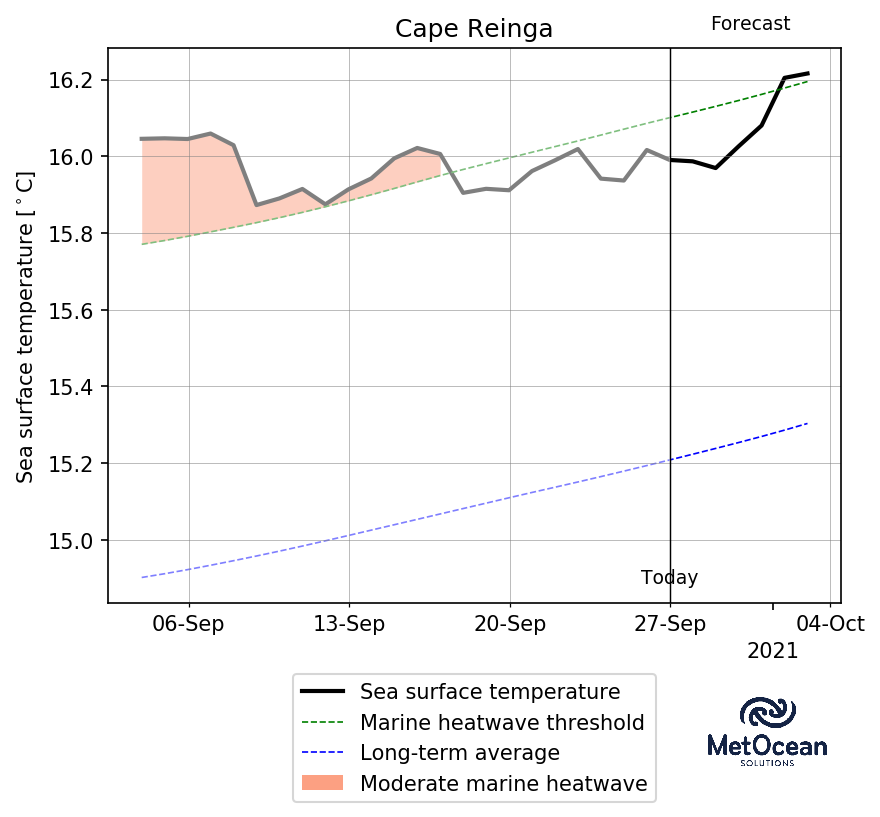 Cape Reinga
Forecast
16.2
16.0
15.8
15.6
15.4
15.2
15.0
Sea surface temperature [°C]
Today
06-Sep 13-Sep 20-Sep 27-Sep 04-Oct
2021
Sea surface temperature
Marine heatwave threshold
Long-term average
Moderate marine heatwave
MetOcean
SOLUTIONS